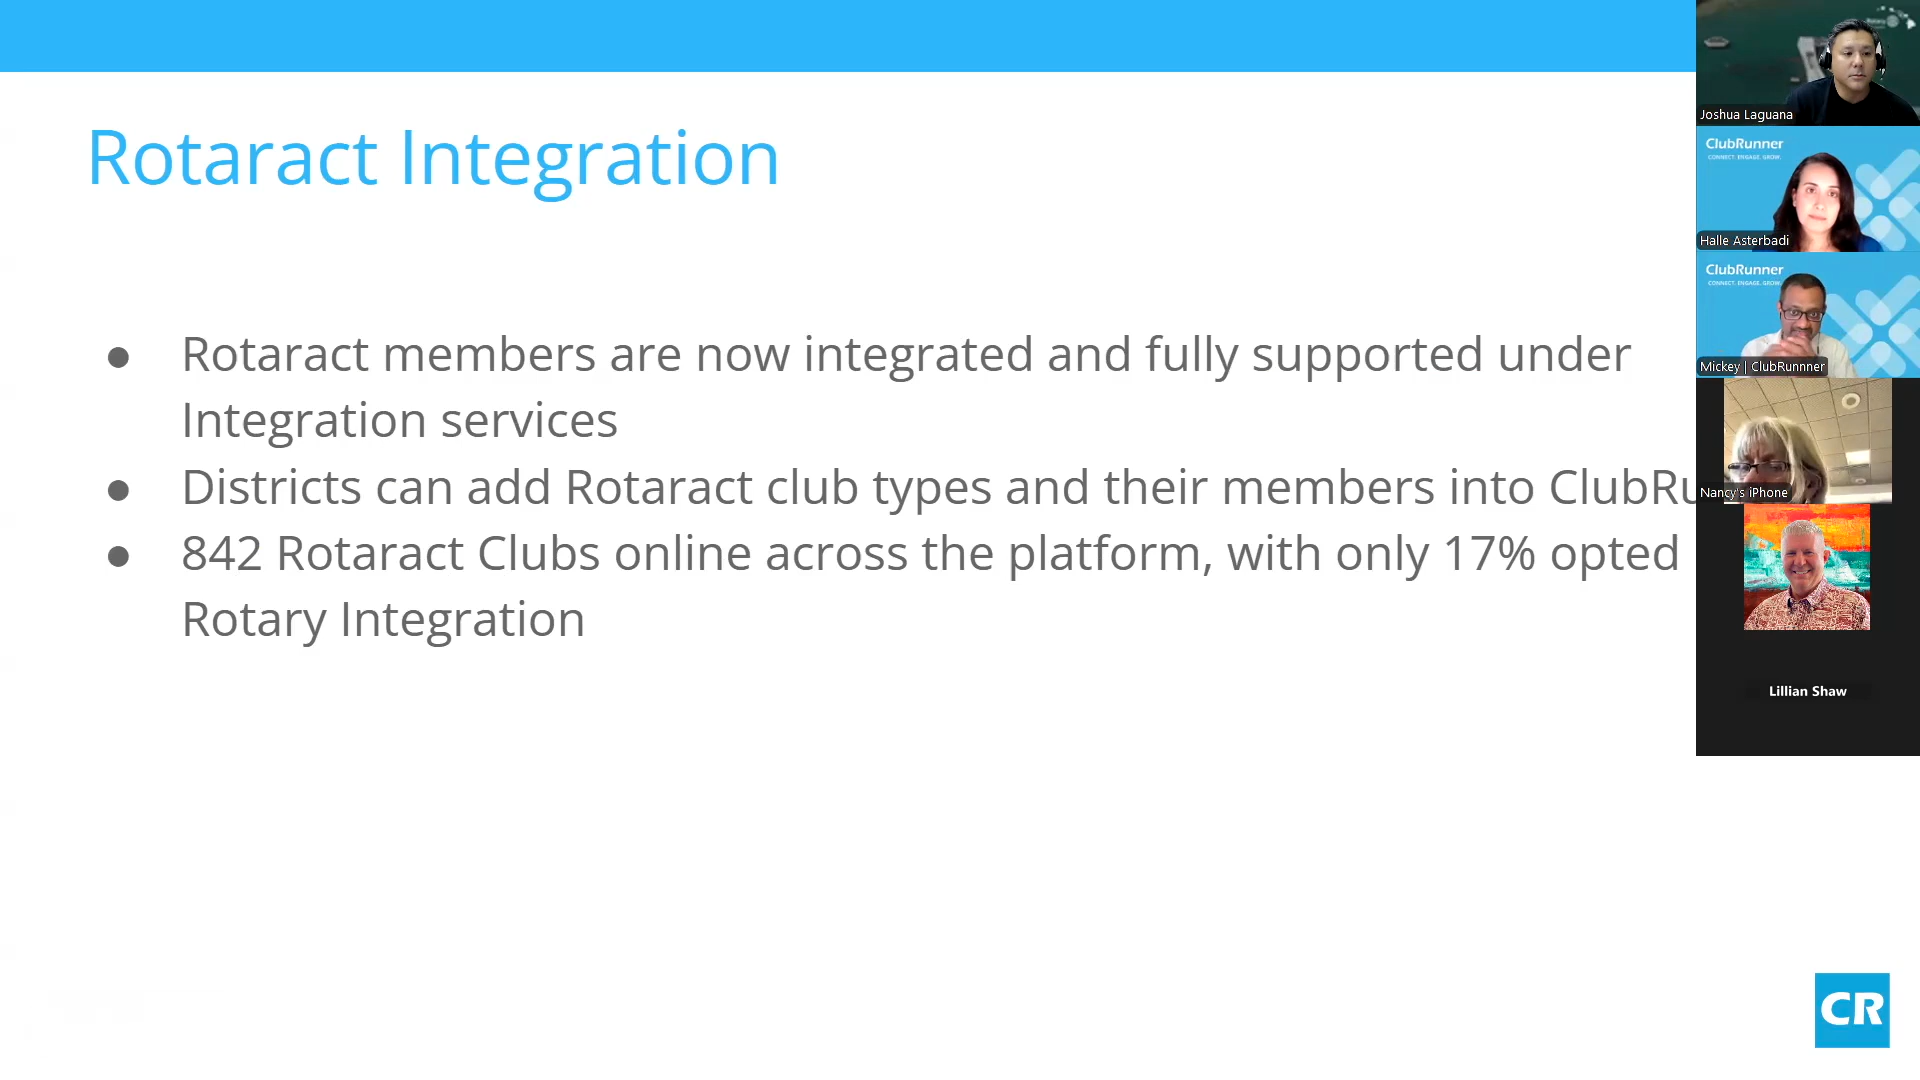 Rotaract Integration
● Rotaract members are now integrated and fully supported under
Integration services
● Districts can add Rotaract club types and their members into ClubRu
● 842 Rotaract Clubs online across the platform, with only 17% opted
Rotary Integration
Joshua Laguana
ClubRunner
CONNECT. ENGAGE. GROW.
Halle Asterbadi
ClubRunner
CONNECT. ENGAGE. GROW.
Mickey | ClubRunnner
Nancy's iPhone
Lillian Shaw
CR